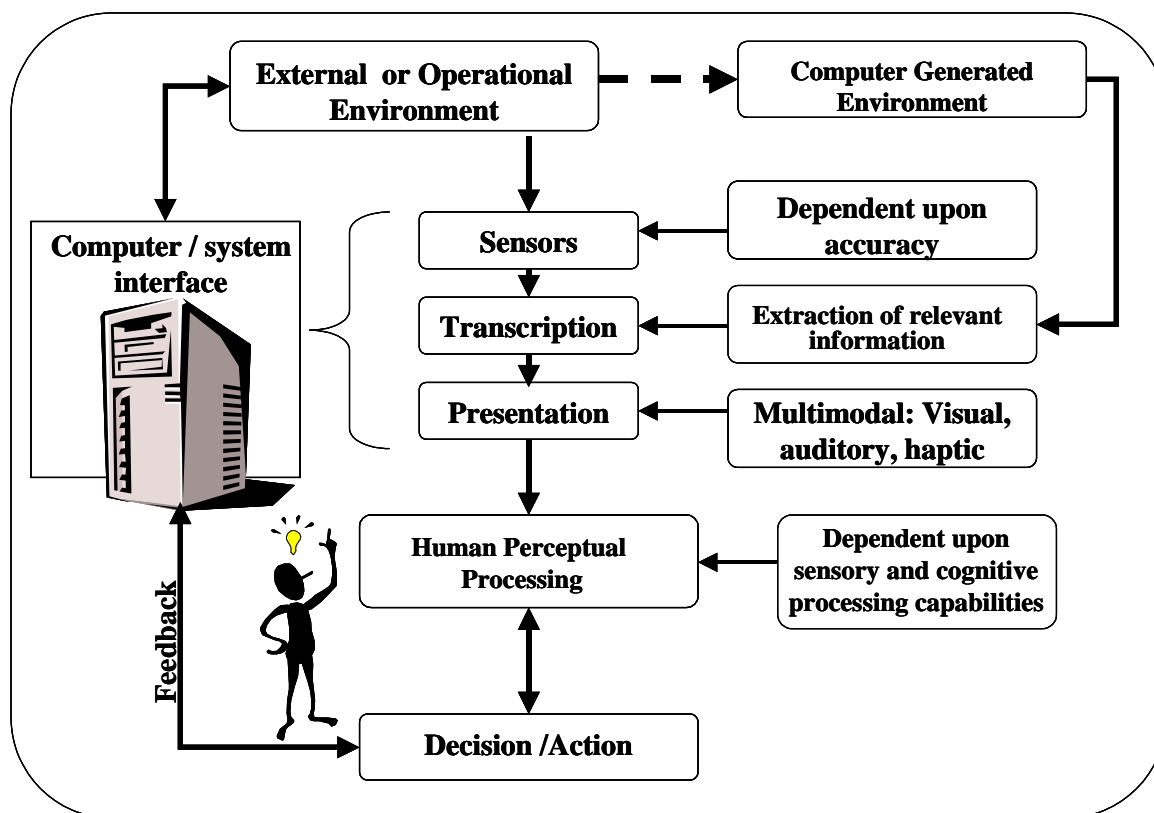 External or Operational
Environment
Computer Generated
Environment
Computer / system
interface
Sensors
Dependent upon
accuracy
Transcription
Extraction of relevant
information
Presentation
Multimodal: Visual,
auditory, haptic
Human Perceptual
Processing
Dependent upon
sensory and cognitive
processing capabilities
Feedback
Decision /Action